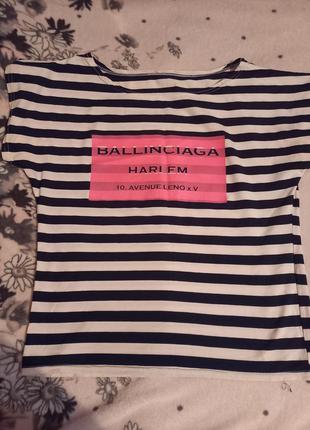 BALLINCIAGA
HARLEM
10, AVENUE LENO x.V